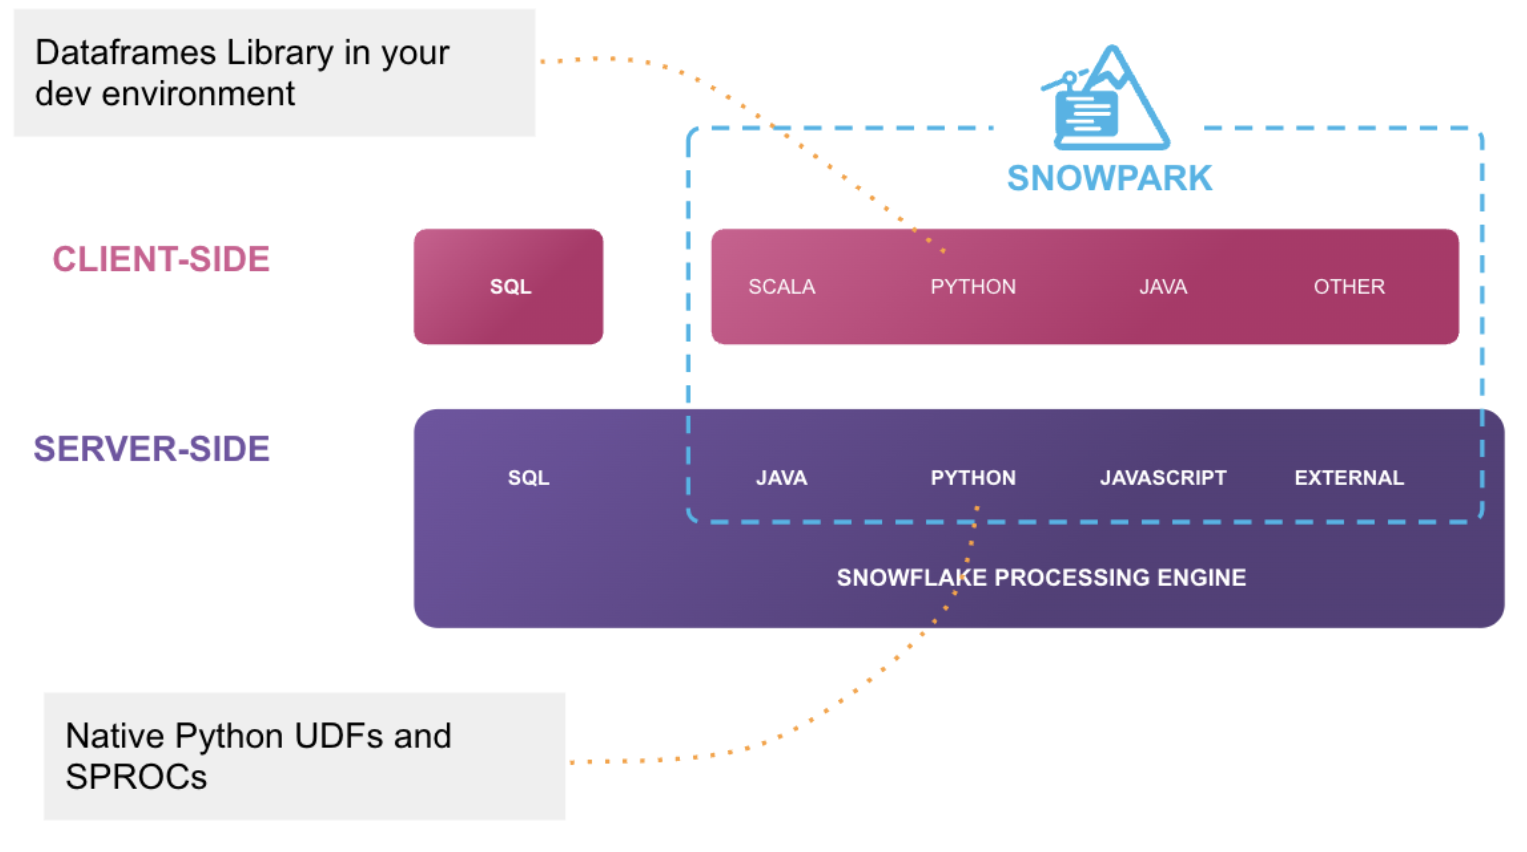 Dataframes Library in your
dev environment
SNOWPARK
CLIENT-SIDE
SQL
SCALA PYTHON JAVA OTHER
SERVER-SIDE
SQL JAVA PYTHON JAVASCRIPT EXTERNAL
SNOWFLAKE PROCESSING ENGINE
Native Python UDFs and
SPROCs